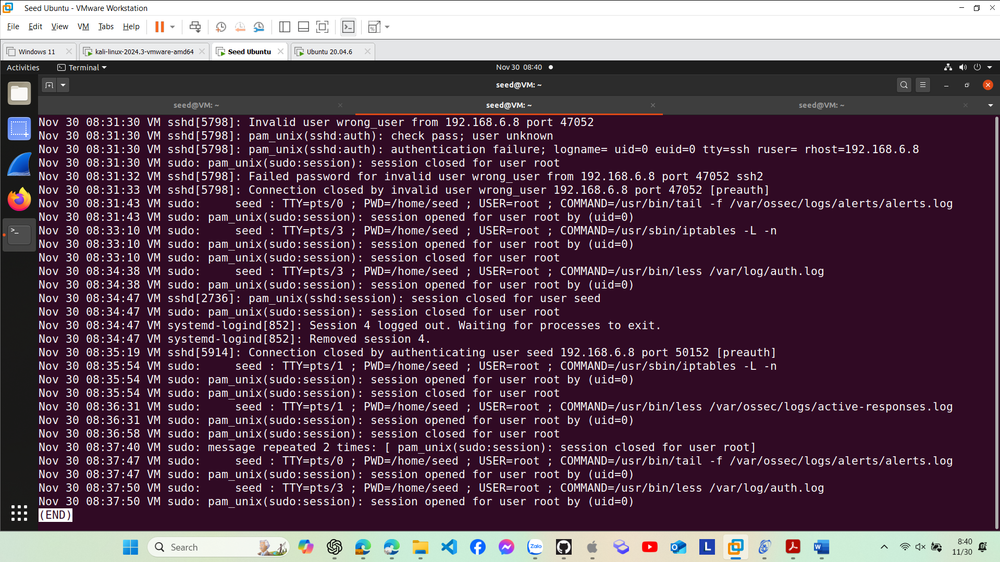 Seed Ubuntu - VMware Workstation
File Edit View VM Tabs Help
Windows 11
kali-linux-2024.3-vmware-amd64
Seed Ubuntu
Ubuntu 20.04.6
Activities
Terminal
Nov 30 08:40
seed@VM: ~
seed@VM: ~
seed@VM: ~
seed@VM: ~
Nov 30 08:31:30 VM sshd[5798]: Invalid user wrong_user from 192.168.6.8 port 47052
Nov 30 08:31:30 VM sshd[5798]: pam_unix(sshd:auth): check pass; user unknown
Nov 30 08:31:30 VM sshd[5798]: pam_unix(sshd:auth): authentication failure; logname= uid=0 euid=0 tty=ssh ruser= rhost=192.168.6.8
Nov 30 08:31:30 VM sudo: pam_unix(sudo:session): session closed for user root
Nov 30 08:31:32 VM sshd[5798]: Failed password for invalid user wrong_user from 192.168.6.8 port 47052 ssh2
Nov 30 08:31:33 VM sshd[5798]: Connection closed by invalid user wrong_user 192.168.6.8 port 47052 [preauth]
Nov 30 08:31:43 VM sudo:     seed : TTY=pts/0 ; PWD=/home/seed ; USER=root ; COMMAND=/usr/bin/tail -f /var/ossec/logs/alerts/alerts.log
Nov 30 08:31:43 VM sudo: pam_unix(sudo:session): session opened for user root by (uid=0)
Nov 30 08:33:10 VM sudo:     seed : TTY=pts/3 ; PWD=/home/seed ; USER=root ; COMMAND=/usr/sbin/iptables -L -n
Nov 30 08:33:10 VM sudo: pam_unix(sudo:session): session opened for user root by (uid=0)
Nov 30 08:33:10 VM sudo: pam_unix(sudo:session): session closed for user root
Nov 30 08:34:38 VM sudo:     seed : TTY=pts/3 ; PWD=/home/seed ; USER=root ; COMMAND=/usr/bin/less /var/log/auth.log
Nov 30 08:34:38 VM sudo: pam_unix(sudo:session): session opened for user root by (uid=0)
Nov 30 08:34:47 VM sshd[2736]: pam_unix(sshd:session): session closed for user seed
Nov 30 08:34:47 VM sudo: pam_unix(sudo:session): session closed for user root
Nov 30 08:34:47 VM systemd-logind[852]: Session 4 logged out. Waiting for processes to exit.
Nov 30 08:34:47 VM systemd-logind[852]: Removed session 4.
Nov 30 08:35:19 VM sshd[5914]: Connection closed by authenticating user seed 192.168.6.8 port 50152 [preauth]
Nov 30 08:35:54 VM sudo:     seed : TTY=pts/1 ; PWD=/home/seed ; USER=root ; COMMAND=/usr/sbin/iptables -L -n
Nov 30 08:35:54 VM sudo: pam_unix(sudo:session): session opened for user root by (uid=0)
Nov 30 08:35:54 VM sudo: pam_unix(sudo:session): session closed for user root
Nov 30 08:36:31 VM sudo:     seed : TTY=pts/1 ; PWD=/home/seed ; USER=root ; COMMAND=/usr/bin/less /var/ossec/logs/active-responses.log
Nov 30 08:36:31 VM sudo: pam_unix(sudo:session): session opened for user root by (uid=0)
Nov 30 08:36:58 VM sudo: pam_unix(sudo:session): session closed for user root
Nov 30 08:37:40 VM sudo: message repeated 2 times: [ pam_unix(sudo:session): session closed for user root]
Nov 30 08:37:47 VM sudo:     seed : TTY=pts/0 ; PWD=/home/seed ; USER=root ; COMMAND=/usr/bin/tail -f /var/ossec/logs/alerts/alerts.log
Nov 30 08:37:47 VM sudo: pam_unix(sudo:session): session opened for user root by (uid=0)
Nov 30 08:37:50 VM sudo:     seed : TTY=pts/3 ; PWD=/home/seed ; USER=root ; COMMAND=/usr/bin/less /var/log/auth.log
Nov 30 08:37:50 VM sudo: pam_unix(sudo:session): session opened for user root by (uid=0)
(END)
Search
Zalo
L
8:40
11/30